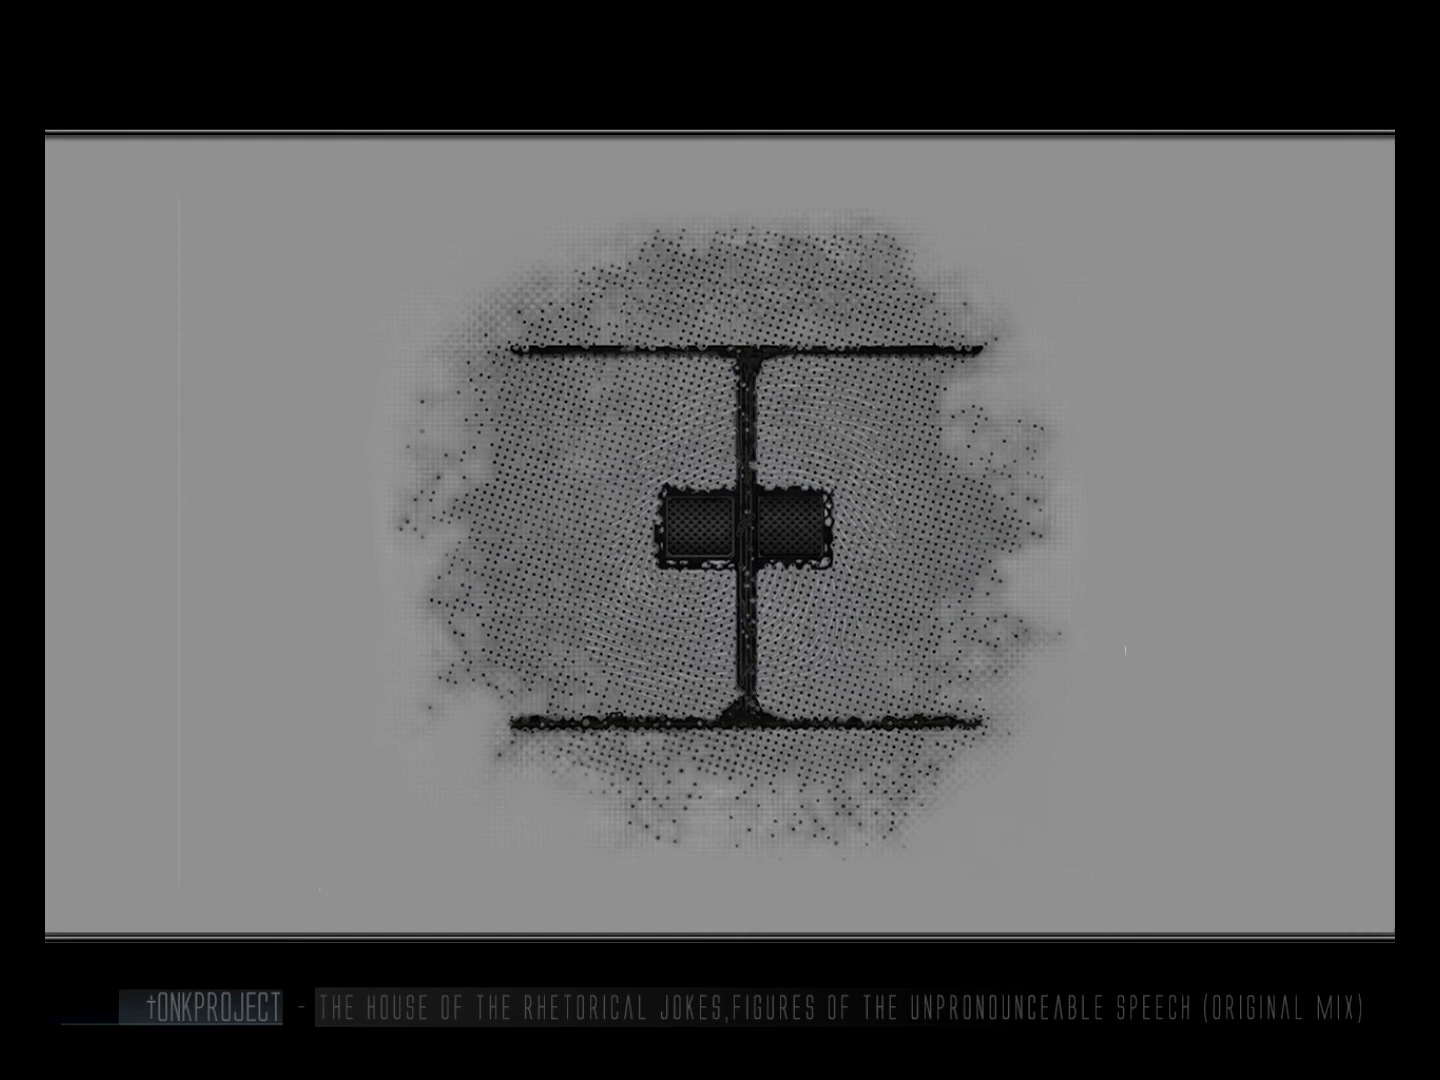 †ONKPROJECT - THE HOUSE OF THE RHETORICAL JOKES,FIGURES OF THE UNPRONOUNCEABLE SPEECH (ORIGINAL MIX)